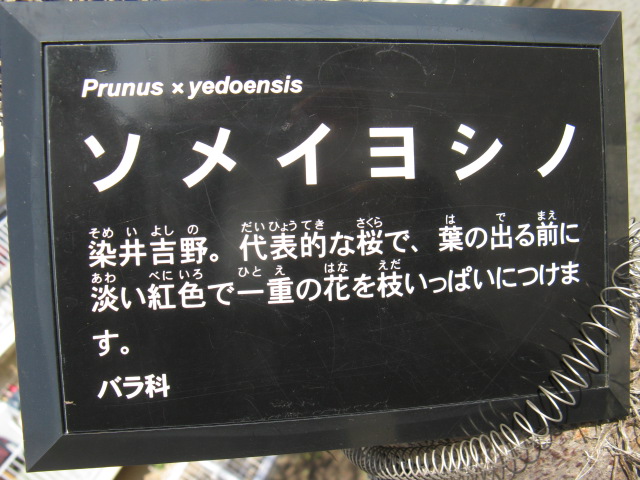 Prunus × yedoensis
ソメイヨシノ
そめ い よし の だいひょうてき さくら は で まえ
染井吉野。代表的な桜で、葉の出る前に
あわ べにいろ ひと え はな えだ
淡い紅色で一重の花を枝いっぱいにつけま
す。
バラ科